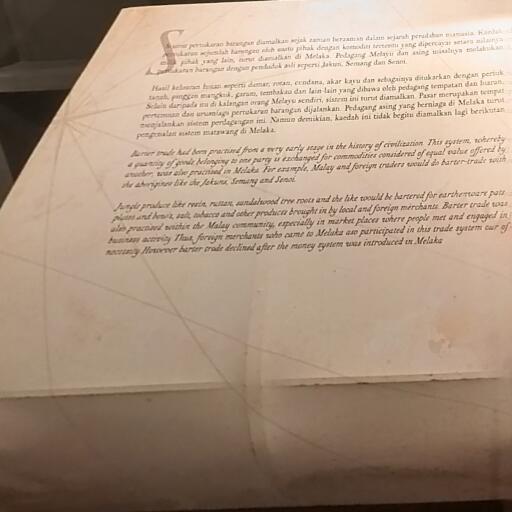 Sistem pertukaran barangan diamalkan sejak zaman berzaman dalam sejarah peradaban manusia. Kaedah
pertukaran sejumlah barangan oleh suatu pihak dengan komoditi tertentu yang dipercayai setara nilainya
pihak yang lain, turut diamalkan di Melaka. Pedagang Melayu dan asing misalnya melakukan
pertukaran barangan dengan penduduk asli seperti Jakun, Semang dan Senoi.
Hasil keluaran hutan seperti damar, rotan, cendana, akar kayu dan sebagainya ditukarkan dengan periuk
tanah, pinggan mangkuk, garam, tembakau dan lain-lain yang dibawa oleh pedagang tempatan dan luaran.
Selain daripada itu di kalangan orang Melayu sendiri, sistem ini turut diamalkan. Pasar merupakan tempat
pertemuan dan urusniaga pertukaran barangan dijalankan. Pedagang asing yang berniaga di Melaka turut
menjalankan sistem perdagangan ini. Namun demikian, kaedah ini tidak begitu diamalkan lagi berikutan
pengenalan sistem matawang di Melaka.
Barter trade had been practised from a very early stage in the history of civilization. This system, whereby
a quantity of goods belonging to one party is exchanged for commodities considered of equal value offered by
another, was also practised in Melaka. For example, Malay and foreign traders would do barter-trade with
the aborigines like the Jakuns, Semang and Senoi.
Jungle produce like resin, rattan, sandalwood tree roots and the like would be bartered for earthenware pots
plates and bowls, salt, tobacco and other products brought in by local and foreign merchants. Barter trade was
also practised within the Malay community, especially in market places where people met and engaged in
business activity Thus, foreign merchants who came to Melaka aso participated in this trade system our of
necessity However barter trade declined after the money system was introduced in Melaka